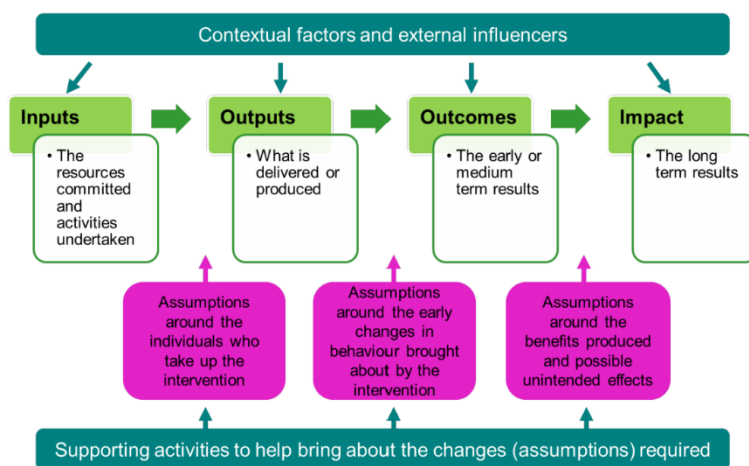 Contextual factors and external influencers
Inputs
Outputs
Outcomes
Impact
• The
resources
committed
and
activities
undertaken
• What is
delivered or
produced
• The early or
medium
term results
• The long
term results
Assumptions
around the
individuals who
take up the
intervention
Assumptions
around the early
changes in
behaviour brought
about by the
intervention
Assumptions
around the
benefits produced
and possible
unintended effects
Supporting activities to help bring about the changes (assumptions) required